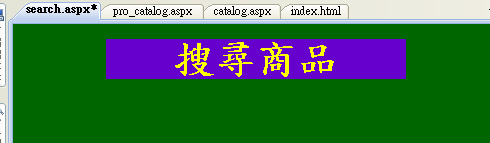 search.aspx* pro_catalog.aspx catalog.aspx index.html
搜尋商品